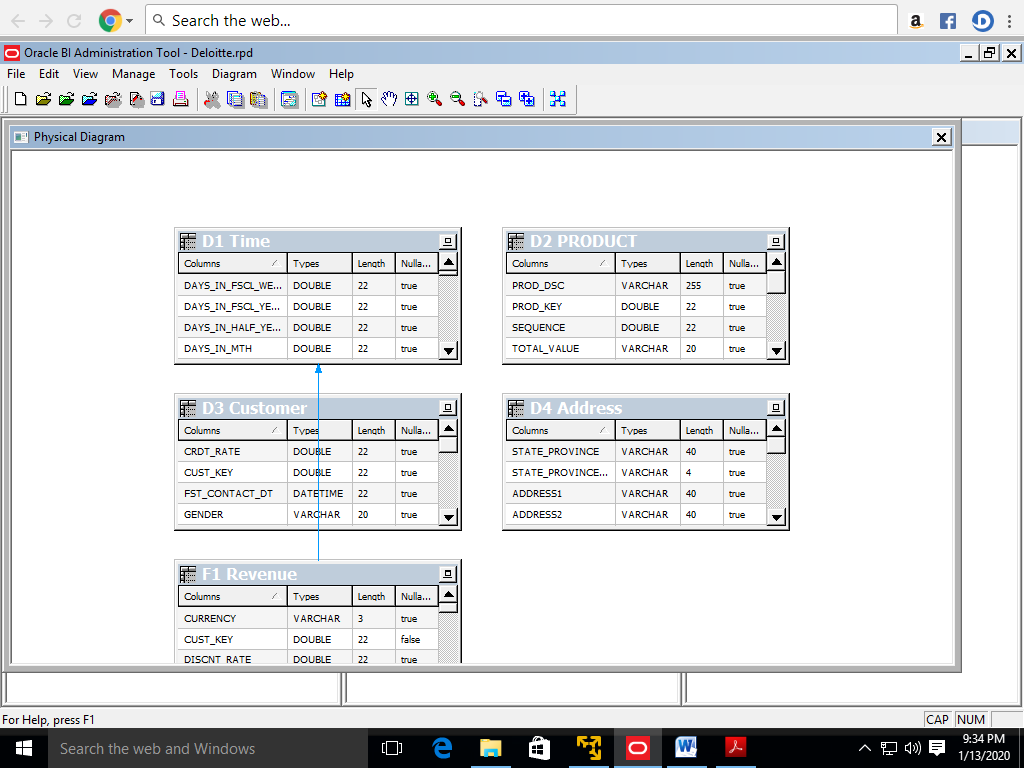 Search the web...
Oracle BI Administration Tool - Deloitte.rpd
File Edit View Manage Tools Diagram Window Help
Physical Diagram
D1 Time
Columns Types Length Nulla...
DAYS_IN_FSCL_WE... DOUBLE 22 true
DAYS_IN_FSCL_YE... DOUBLE 22 true
DAYS_IN_HALF_YE... DOUBLE 22 true
DAYS_IN_MTH DOUBLE 22 true
D2 PRODUCT
Columns Types Length Nulla...
PROD_DSC VARCHAR 255 true
PROD_KEY DOUBLE 22 true
SEQUENCE DOUBLE 22 true
TOTAL_VALUE VARCHAR 20 true
D3 Customer
Columns Types Length Nulla...
CRDT_RATE DOUBLE 22 true
CUST_KEY DOUBLE 22 true
FST_CONTACT_DT DATETIME 22 true
GENDER VARCHAR 20 true
D4 Address
Columns Types Length Nulla...
STATE_PROVINCE VARCHAR 40 true
STATE_PROVINCE... VARCHAR 4 true
ADDRESS1 VARCHAR 40 true
ADDRESS2 VARCHAR 40 true
F1 Revenue
Columns Types Length Nulla...
CURRENCY VARCHAR 3 true
CUST_KEY DOUBLE 22 false
DISCNT_RATE DOUBLE 22 true
For Help, press F1
CAP NUM
Search the web and Windows
9:34 PM
1/13/2020